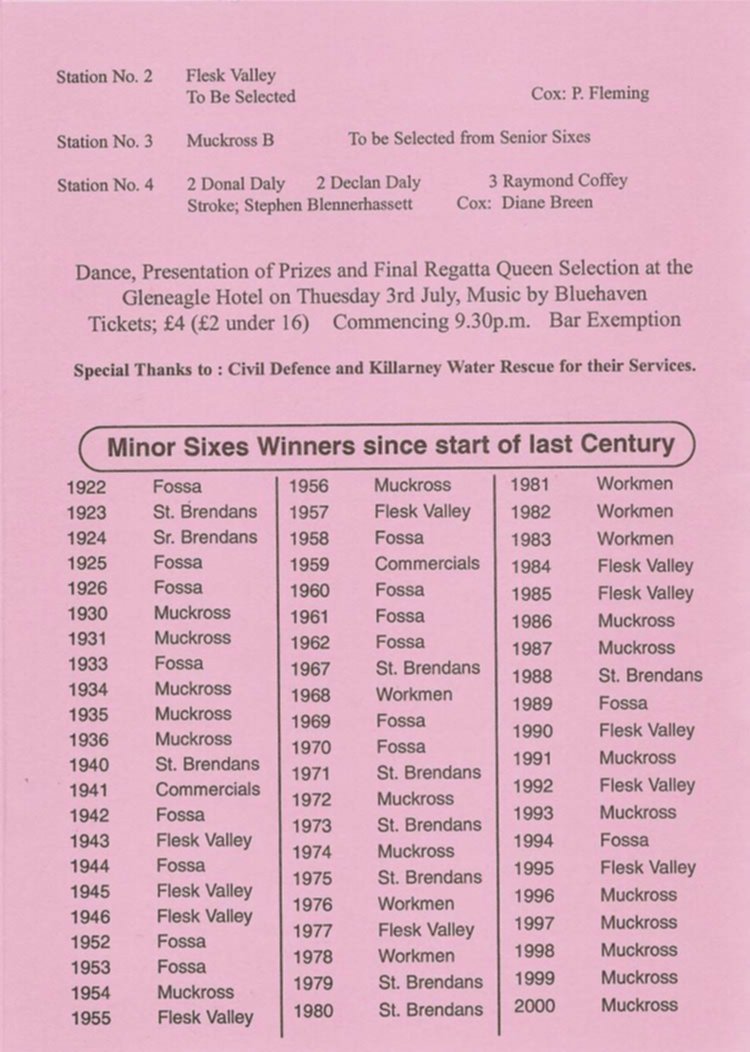 Station No. 2 Flesk Valley
To Be Selected Cox: P. Fleming
Station No. 3 Muckross B To be Selected from Senior Sixes
Station No. 4 2 Donal Daly 2 Declan Daly 3 Raymond Coffey
Stroke; Stephen Blennerhassett Cox: Diane Breen
Dance, Presentation of Prizes and Final Regatta Queen Selection at the
Gleneagle Hotel on Thuesday 3rd July, Music by Bluehaven
Tickets; £4 (£2 under 16) Commencing 9.30p.m. Bar Exemption
Special Thanks to : Civil Defence and Killarney Water Rescue for their Services.
Minor Sixes Winners since start of last Century
1922 Fossa
1923 St. Brendans
1924 Sr. Brendans
1925 Fossa
1926 Fossa
1930 Muckross
1931 Muckross
1933 Fossa
1934 Muckross
1935 Muckross
1936 Muckross
1940 St. Brendans
1941 Commercials
1942 Fossa
1943 Flesk Valley
1944 Fossa
1945 Flesk Valley
1946 Flesk Valley
1952 Fossa
1953 Fossa
1954 Muckross
1955 Flesk Valley
1956 Muckross
1957 Flesk Valley
1958 Fossa
1959 Commercials
1960 Fossa
1961 Fossa
1962 Fossa
1967 St. Brendans
1968 Workmen
1969 Fossa
1970 Fossa
1971 St. Brendans
1972 Muckross
1973 St. Brendans
1974 Muckross
1975 St. Brendans
1976 Workmen
1977 Flesk Valley
1978 Workmen
1979 St. Brendans
1980 St. Brendans
1981 Workmen
1982 Workmen
1983 Workmen
1984 Flesk Valley
1985 Flesk Valley
1986 Muckross
1987 Muckross
1988 St. Brendans
1989 Fossa
1990 Flesk Valley
1991 Muckross
1992 Flesk Valley
1993 Muckross
1994 Fossa
1995 Flesk Valley
1996 Muckross
1997 Muckross
1998 Muckross
1999 Muckross
2000 Muckross